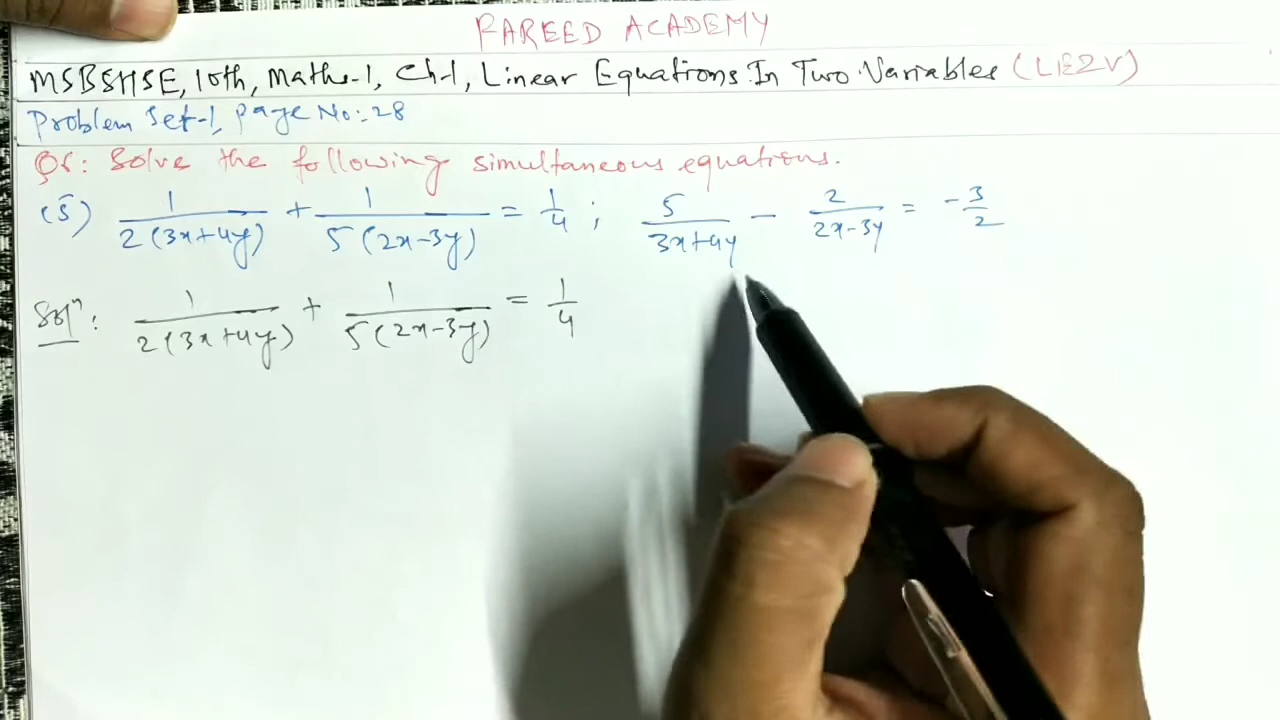 FAREED ACADEMY
MSBSHSE, 10th, Maths-1, Ch-1, Linear Equations In Two Variables (LE2V)
Problem Set-1, Page No:-28
Q6: Solve the following simultaneous equations.
(5) 1/2(3x+4y) + 1/5(2x-3y) = 1/4 ; 5/3x+4y - 2/2x-3y = -3/2
Solⁿ: 1/2(3x+4y) + 1/5(2x-3y) = 1/4